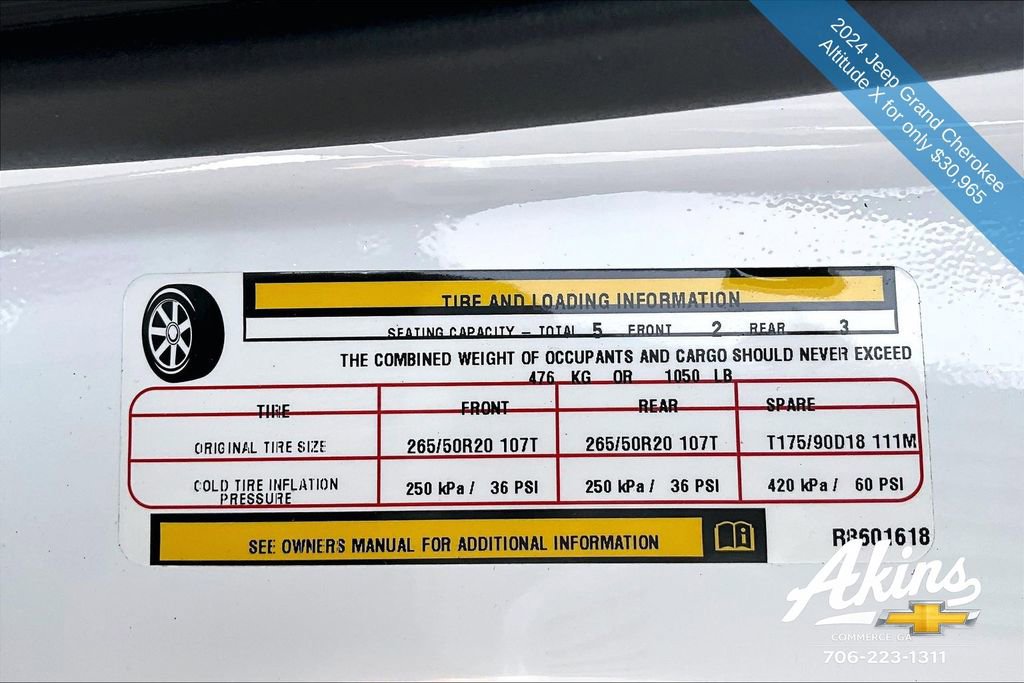 2024 Jeep Grand Cherokee
Altitude X for only $30,965
TIRE AND LOADING INFORMATION
SEATING CAPACITY – TOTAL 5 FRONT 2 REAR 3
THE COMBINED WEIGHT OF OCCUPANTS AND CARGO SHOULD NEVER EXCEED
476 KG OR 1050 LB
TIRE FRONT REAR SPARE
ORIGINAL TIRE SIZE 265/50R20 107T 265/50R20 107T T175/90D18 111M
COLD TIRE INFLATION PRESSURE 250 kPa / 36 PSI 250 kPa / 36 PSI 420 kPa / 60 PSI
SEE OWNERS MANUAL FOR ADDITIONAL INFORMATION
R8601618
Akins
COMMERCE, GA
706-223-1311